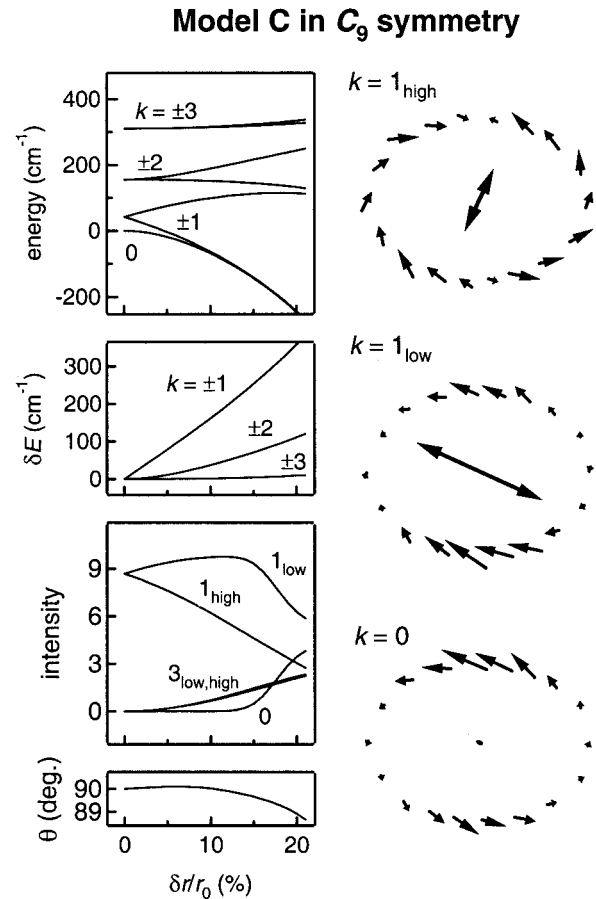 Model C in C9 symmetry
energy (cm-1)
400
200
0
-200
k = ±3
±2
±1
0
k = 1high
δE (cm-1)
300
200
100
0
k = ±1
±2
±3
k = 1low
intensity
9
6
3
0
1low
1high
3low,high
0
k = 0
θ (deg.)
90
89
0 10 20
δr/r0 (%)